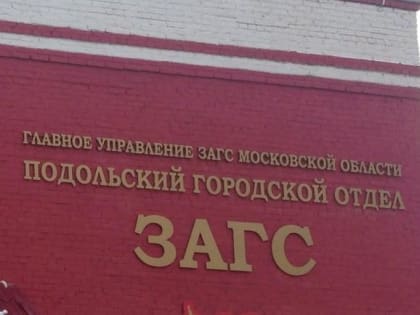 ГЛАВНОЕ УПРАВЛЕНИЕ ЗАГС МОСКОВСКОЙ ОБЛАСТИ
ПОДОЛЬСКИЙ ГОРОДСКОЙ ОТДЕЛ
ЗАГС